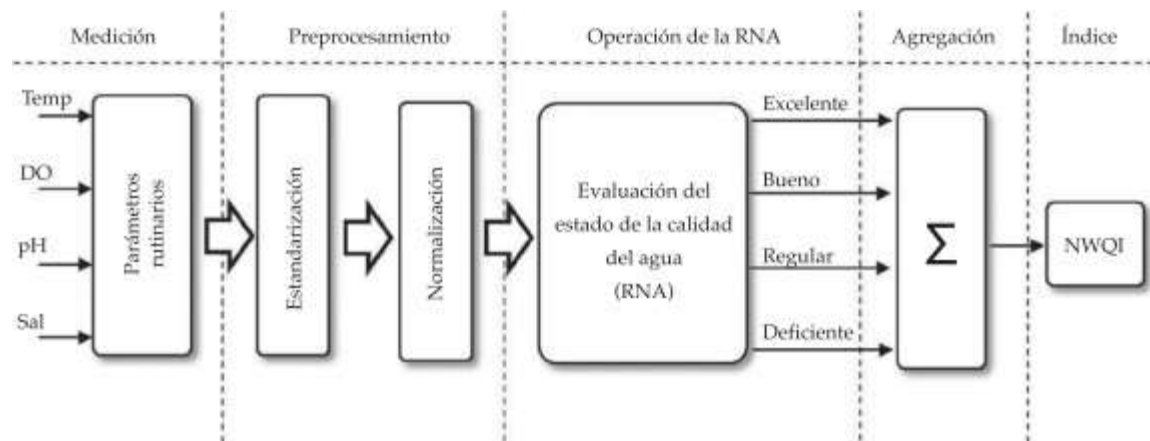 Medición
Preprocesamiento
Operación de la RNA
Agregación
Índice
Temp
DO
pH
Sal
Parámetros
rutinarios
Estandarización
Normalización
Evaluación del
estado de la calidad
del agua
(RNA)
Excelente
Bueno
Regular
Deficiente
Σ
NWQI